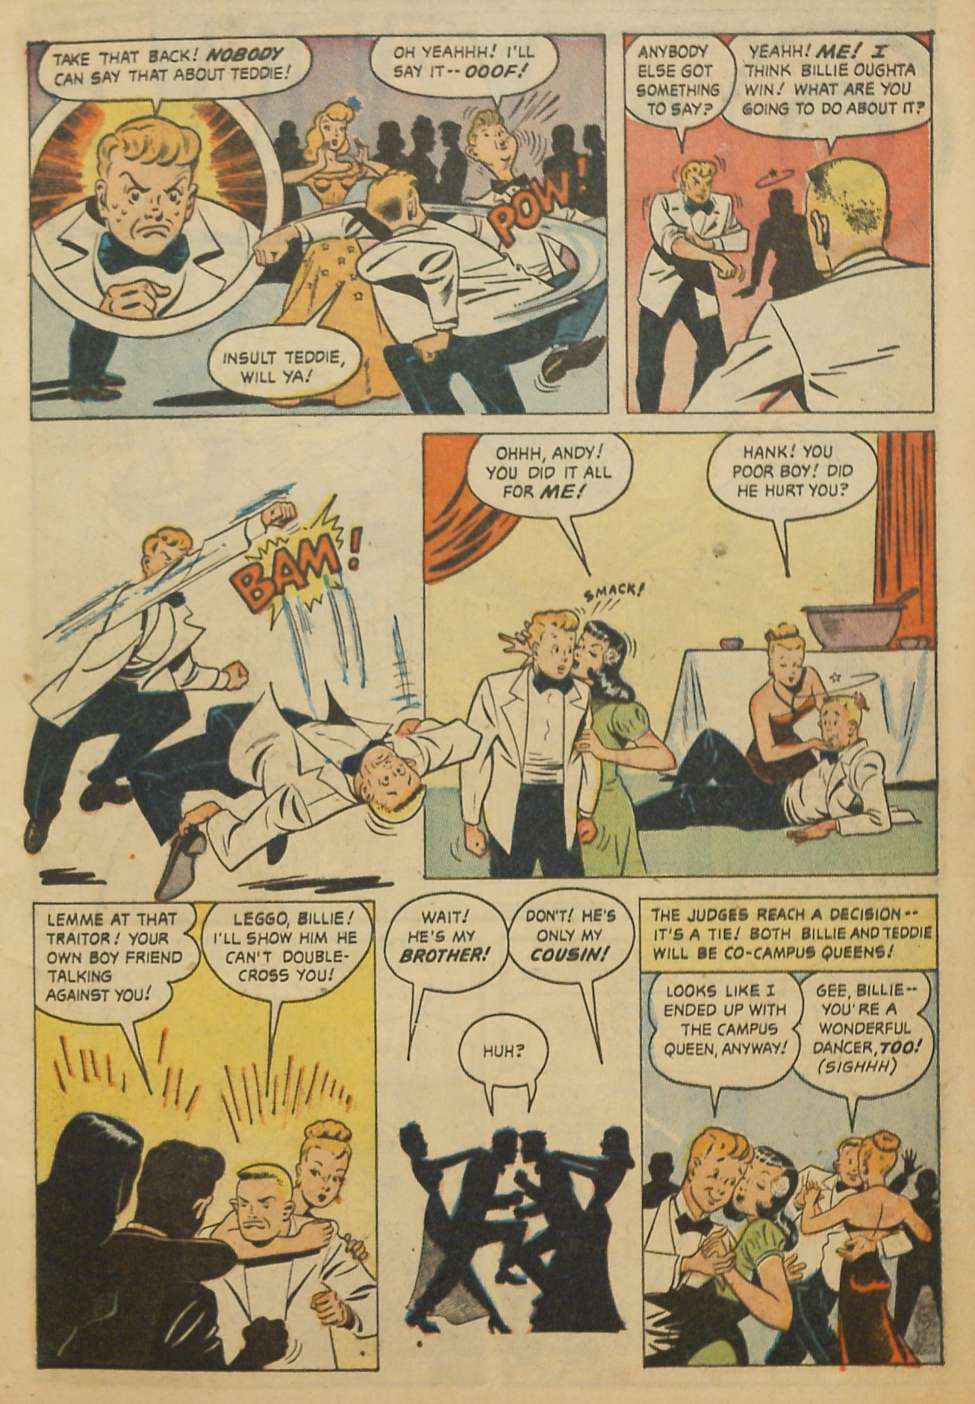 TAKE THAT BACK! NOBODY
CAN SAY THAT ABOUT TEDDIE!
OH YEAHHH! I'LL
SAY IT-- OOOF!
POW!
INSULT TEDDIE,
WILL YA!
ANYBODY
ELSE GOT
SOMETHING
TO SAY?
YEAHH! ME! I
THINK BILLIE OUGHTA
WIN! WHAT ARE YOU
GOING TO DO ABOUT IT?
BAM!
OHHH, ANDY!
YOU DID IT ALL
FOR ME!
SMACK!
HANK! YOU
POOR BOY! DID
HE HURT YOU?
LEMME AT THAT
TRAITOR! YOUR
OWN BOY FRIEND
TALKING
AGAINST YOU!
LEGGO, BILLIE!
I'LL SHOW HIM HE
CAN'T DOUBLE-
CROSS YOU!
WAIT!
HE'S MY
BROTHER!
DON'T! HE'S
ONLY MY
COUSIN!
HUH?
THE JUDGES REACH A DECISION--
IT'S A TIE! BOTH BILLIE AND TEDDIE
WILL BE CO-CAMPUS QUEENS!
LOOKS LIKE I
ENDED UP WITH
THE CAMPUS
QUEEN, ANYWAY!
GEE, BILLIE--
YOU'RE A
WONDERFUL
DANCER, TOO!
(SIGHHH)